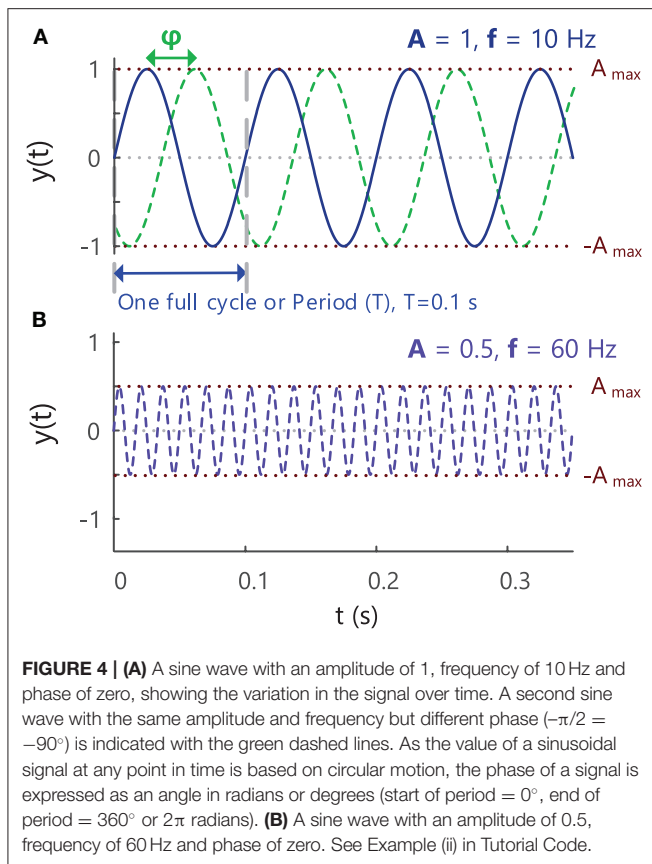 A
φ
A = 1, f = 10 Hz
1
A max
y(t)
0
-1
-A max
One full cycle or Period (T), T=0.1 s
B
A = 0.5, f = 60 Hz
1
A max
y(t)
0
-A max
-1
0
0.1
0.2
0.3
t (s)
FIGURE 4 | (A) A sine wave with an amplitude of 1, frequency of 10 Hz and
phase of zero, showing the variation in the signal over time. A second sine
wave with the same amplitude and frequency but different phase (–π/2 =
−90°) is indicated with the green dashed lines. As the value of a sinusoidal
signal at any point in time is based on circular motion, the phase of a signal is
expressed as an angle in radians or degrees (start of period = 0°, end of
period = 360° or 2π radians). (B) A sine wave with an amplitude of 0.5,
frequency of 60 Hz and phase of zero. See Example (ii) in Tutorial Code.